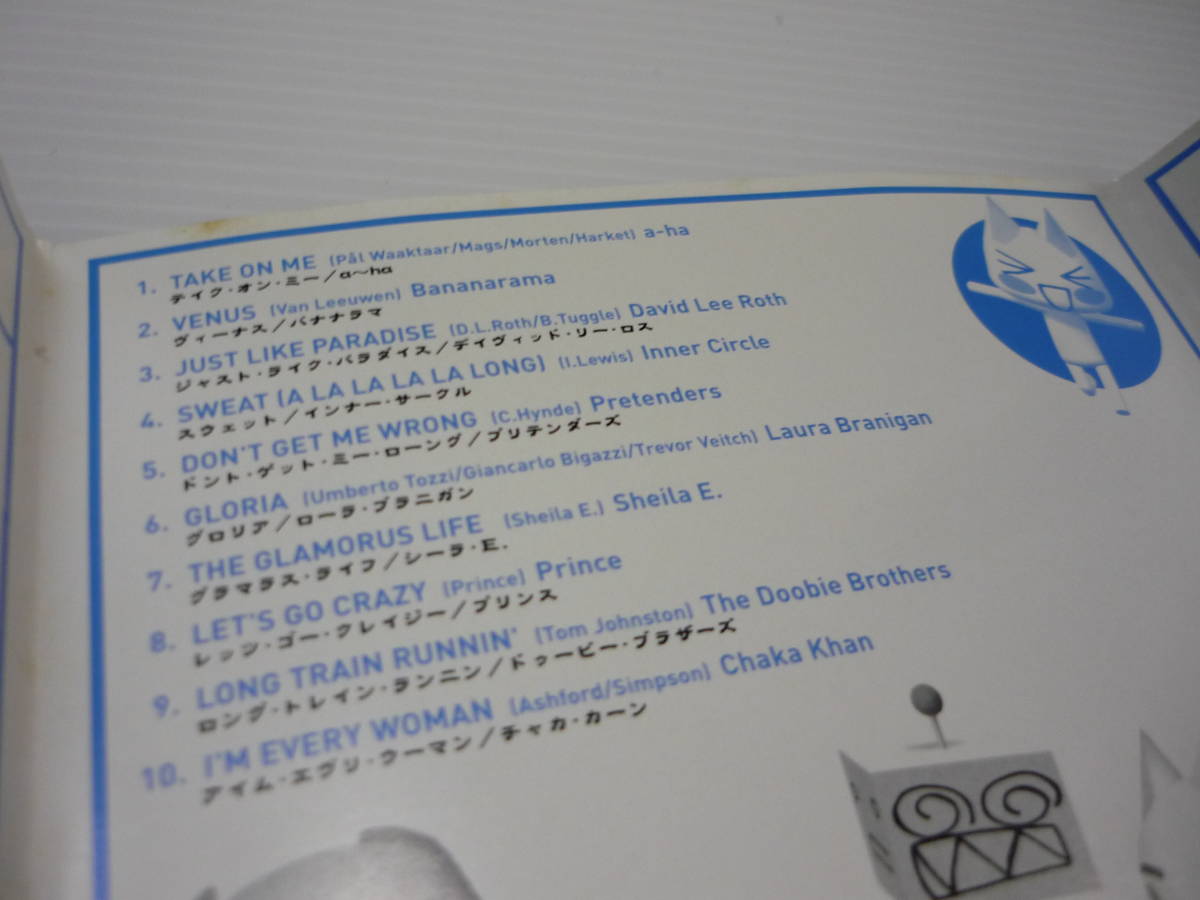 1. TAKE ON ME (Pål Waaktaar/Mags/Morten/Harket) a-ha
テイク・オン・ミー/a〜ha
2. VENUS (Van Leeuwen) Bananarama
ヴィーナス/バナナラマ
3. JUST LIKE PARADISE (D.L.Roth/B.Tuggle) David Lee Roth
ジャスト・ライク・パラダイス/デイヴィッド・リー・ロス
4. SWEAT (A LA LA LA LA LONG) (I.Lewis) Inner Circle
スウェット/インナー・サークル
5. DON'T GET ME WRONG (C.Hynde) Pretenders
ドント・ゲット・ミー・ローング/プリテンダーズ
6. GLORIA (Umberto Tozzi/Giancarlo Bigazzi/Trevor Veitch) Laura Branigan
グロリア/ローラ・ブラニガン
7. THE GLAMORUS LIFE (Sheila E.) Sheila E.
グラマラス・ライフ/シーラ・E.
8. LET'S GO CRAZY (Prince) Prince
レッツ・ゴー・クレイジー/プリンス
9. LONG TRAIN RUNNIN' (Tom Johnston) The Doobie Brothers
ロング・トレイン・ランニン/ドゥービー・ブラザーズ
10. I'M EVERY WOMAN (Ashford/Simpson) Chaka Khan
アイム・エヴリ・ウーマン/チャカ・カーン